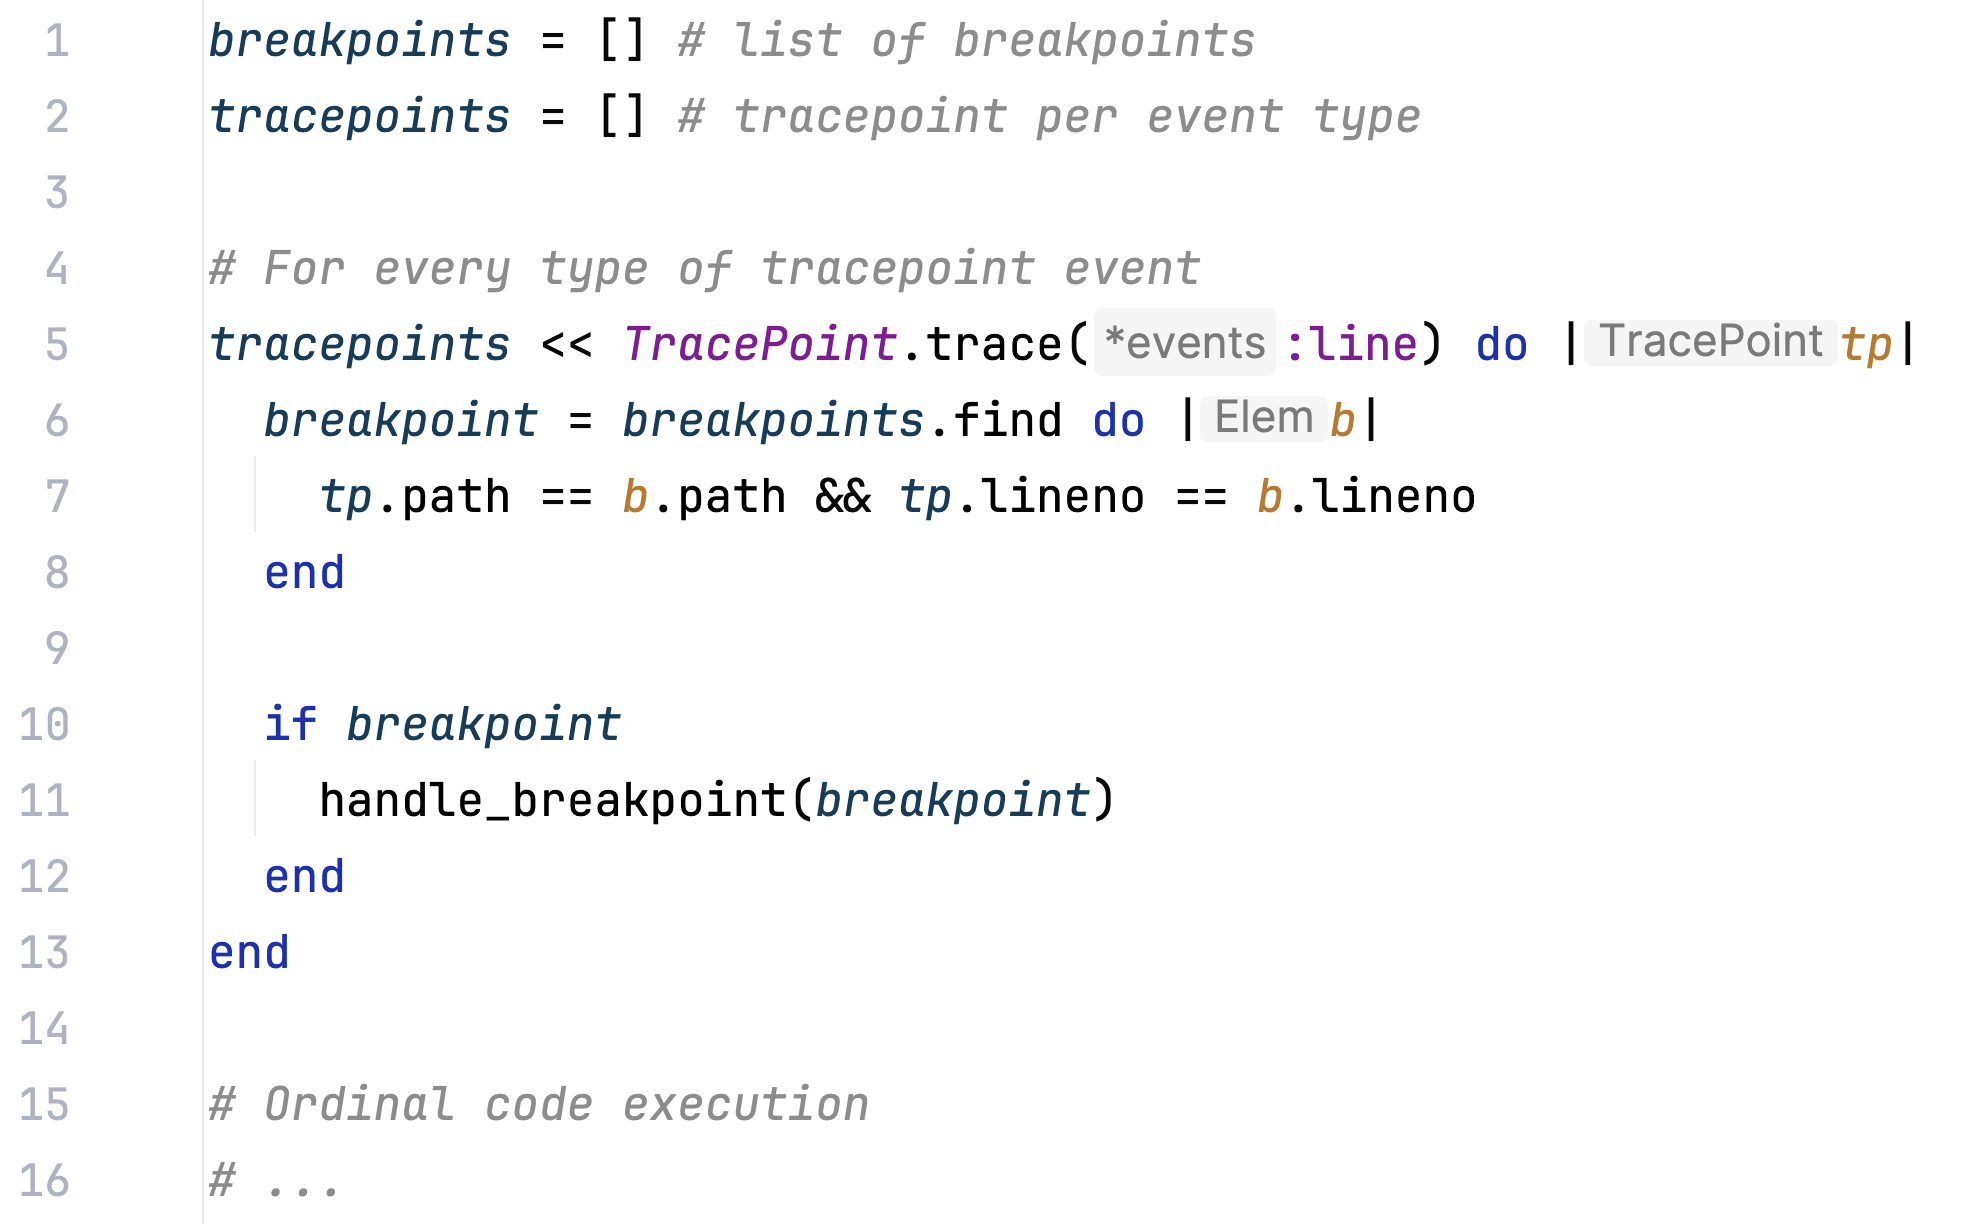 1 breakpoints = [] # list of breakpoints
2 tracepoints = [] # tracepoint per event type
3
4 # For every type of tracepoint event
5 tracepoints << TracePoint.trace( *events :line) do | TracePoint tp|
6   breakpoint = breakpoints.find do | Elem b|
7     tp.path == b.path && tp.lineno == b.lineno
8   end
9
10   if breakpoint
11     handle_breakpoint(breakpoint)
12   end
13 end
14
15 # Ordinal code execution
16 # ...